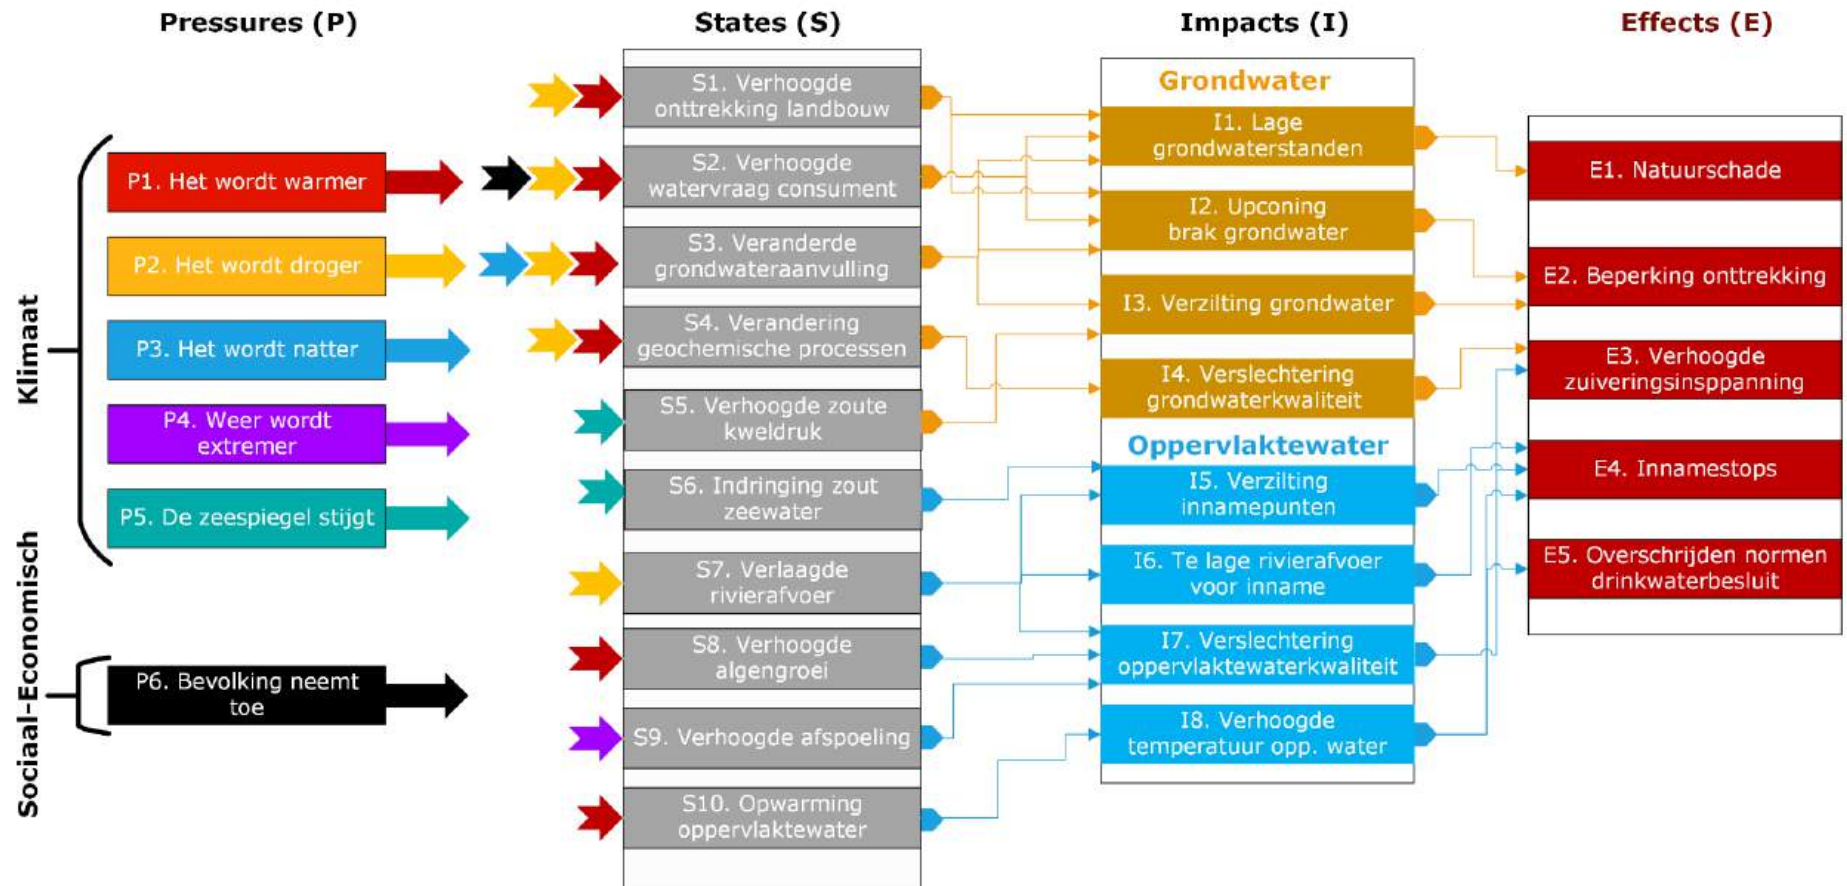 Pressures (P)
States (S)
Impacts (I)
Effects (E)
Klimaat
Sociaal-Economisch
P1. Het wordt warmer
P2. Het wordt droger
P3. Het wordt natter
P4. Weer wordt
extremer
P5. De zeespiegel stijgt
P6. Bevolking neemt
toe
S1. Verhoogde
onttrekking landbouw
S2. Verhoogde
watervraag consument
S3. Veranderde
grondwateraanvulling
S4. Verandering
geochemische processen
S5. Verhoogde zoute
kweldruk
S6. Indringing zout
zeewater
S7. Verlaagde
rivierafvoer
S8. Verhoogde
algengroei
S9. Verhoogde afspoeling
S10. Opwarming
oppervlaktewater
Grondwater
I1. Lage
grondwaterstanden
I2. Upconing
brak grondwater
I3. Verzilting grondwater
I4. Verslechtering
grondwaterkwaliteit
Oppervlaktewater
I5. Verzilting
innamepunten
I6. Te lage rivierafvoer
voor inname
I7. Verslechtering
oppervlaktewaterkwaliteit
I8. Verhoogde
temperatuur opp. water
E1. Natuurschade
E2. Beperking onttrekking
E3. Verhoogde
zuiveringsinsppanning
E4. Innamestops
E5. Overschrijden normen
drinkwaterbesluit